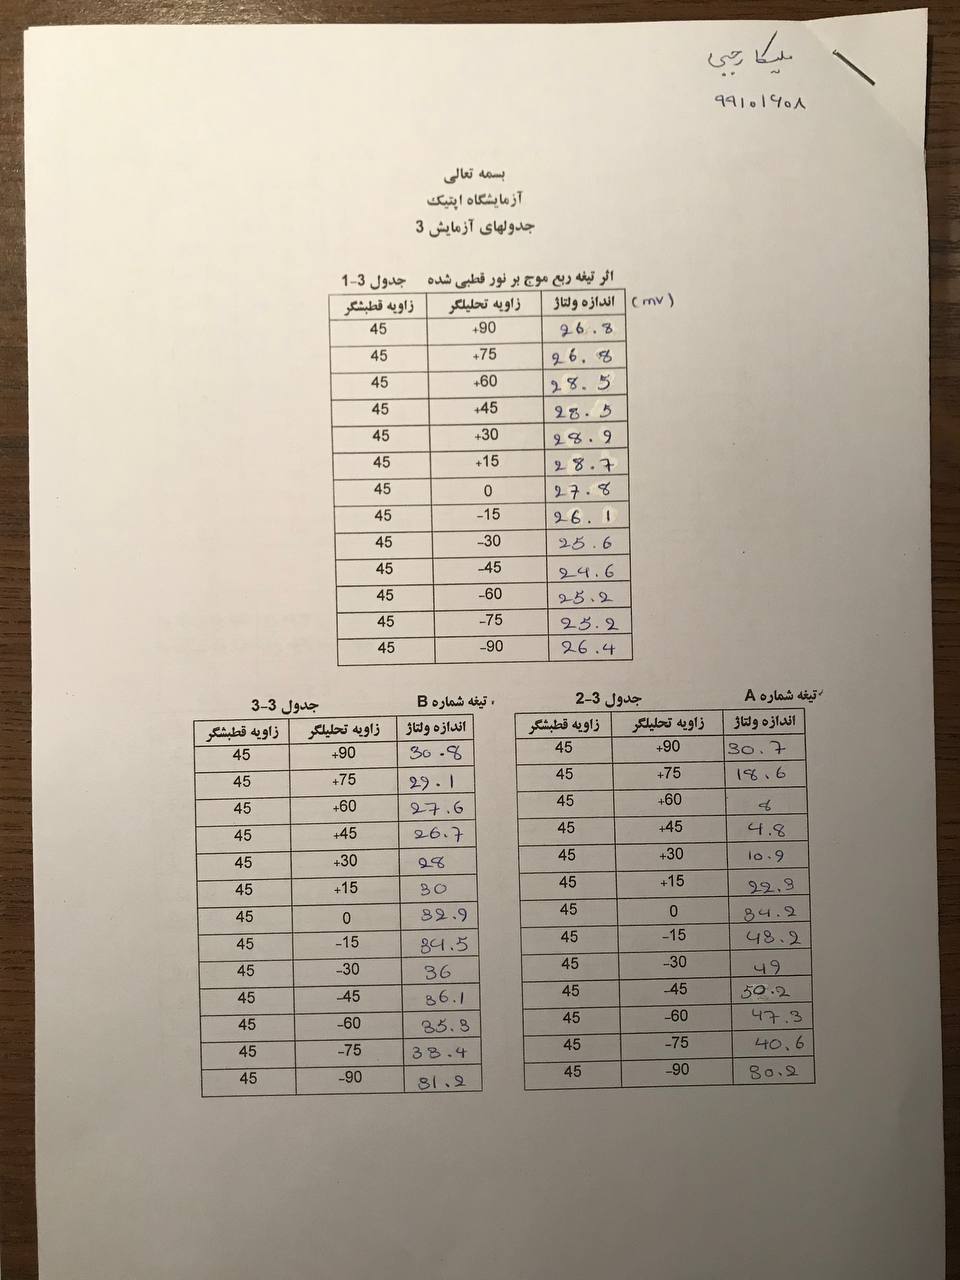 ملیکا رجبی
۹۹۱۰۱۶۰۸
بسمه تعالی
آزمایشگاه اپتیک
جدولهای آزمایش 3
اثر تیغه ربع موج بر نور قطبی شده جدول 3-1
زاویه قطبشگر زاویه تحلیلگر اندازه ولتاژ (mv)
45 +90 26.8
45 +75 26.8
45 +60 28.5
45 +45 28.5
45 +30 28.9
45 +15 28.7
45 0 27.8
45 -15 26.1
45 -30 25.6
45 -45 24.6
45 -60 25.2
45 -75 25.2
45 -90 26.4
تیغه شماره A جدول 3-2
زاویه قطبشگر زاویه تحلیلگر اندازه ولتاژ
45 +90 30.7
45 +75 18.6
45 +60 8
45 +45 4.8
45 +30 10.9
45 +15 22.3
45 0 34.2
45 -15 43.2
45 -30 49
45 -45 50.2
45 -60 47.3
45 -75 40.6
45 -90 30.2
تیغه شماره B جدول 3-3
زاویه قطبشگر زاویه تحلیلگر اندازه ولتاژ
45 +90 30.8
45 +75 29.1
45 +60 27.6
45 +45 26.7
45 +30 28
45 +15 30
45 0 32.9
45 -15 34.5
45 -30 36
45 -45 36.1
45 -60 35.3
45 -75 33.4
45 -90 31.2